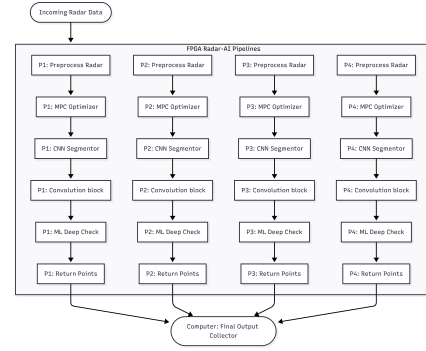 Incoming Radar Data
FPGA Radar-AI Pipelines
P1: Preprocess Radar
P2: Preprocess Radar
P3: Preprocess Radar
P4: Preprocess Radar
P1: MPC Optimizer
P2: MPC Optimizer
P3: MPC Optimizer
P4: MPC Optimizer
P1: CNN Segmentor
P2: CNN Segmentor
P3: CNN Segmentor
P4: CNN Segmentor
P1: Convolution block
P2: Convolution block
P3: Convolution block
P4: Convolution block
P1: ML Deep Check
P2: ML Deep Check
P3: ML Deep Check
P4: ML Deep Check
P1: Return Points
P2: Return Points
P3: Return Points
P4: Return Points
Computer: Final Output
Collector